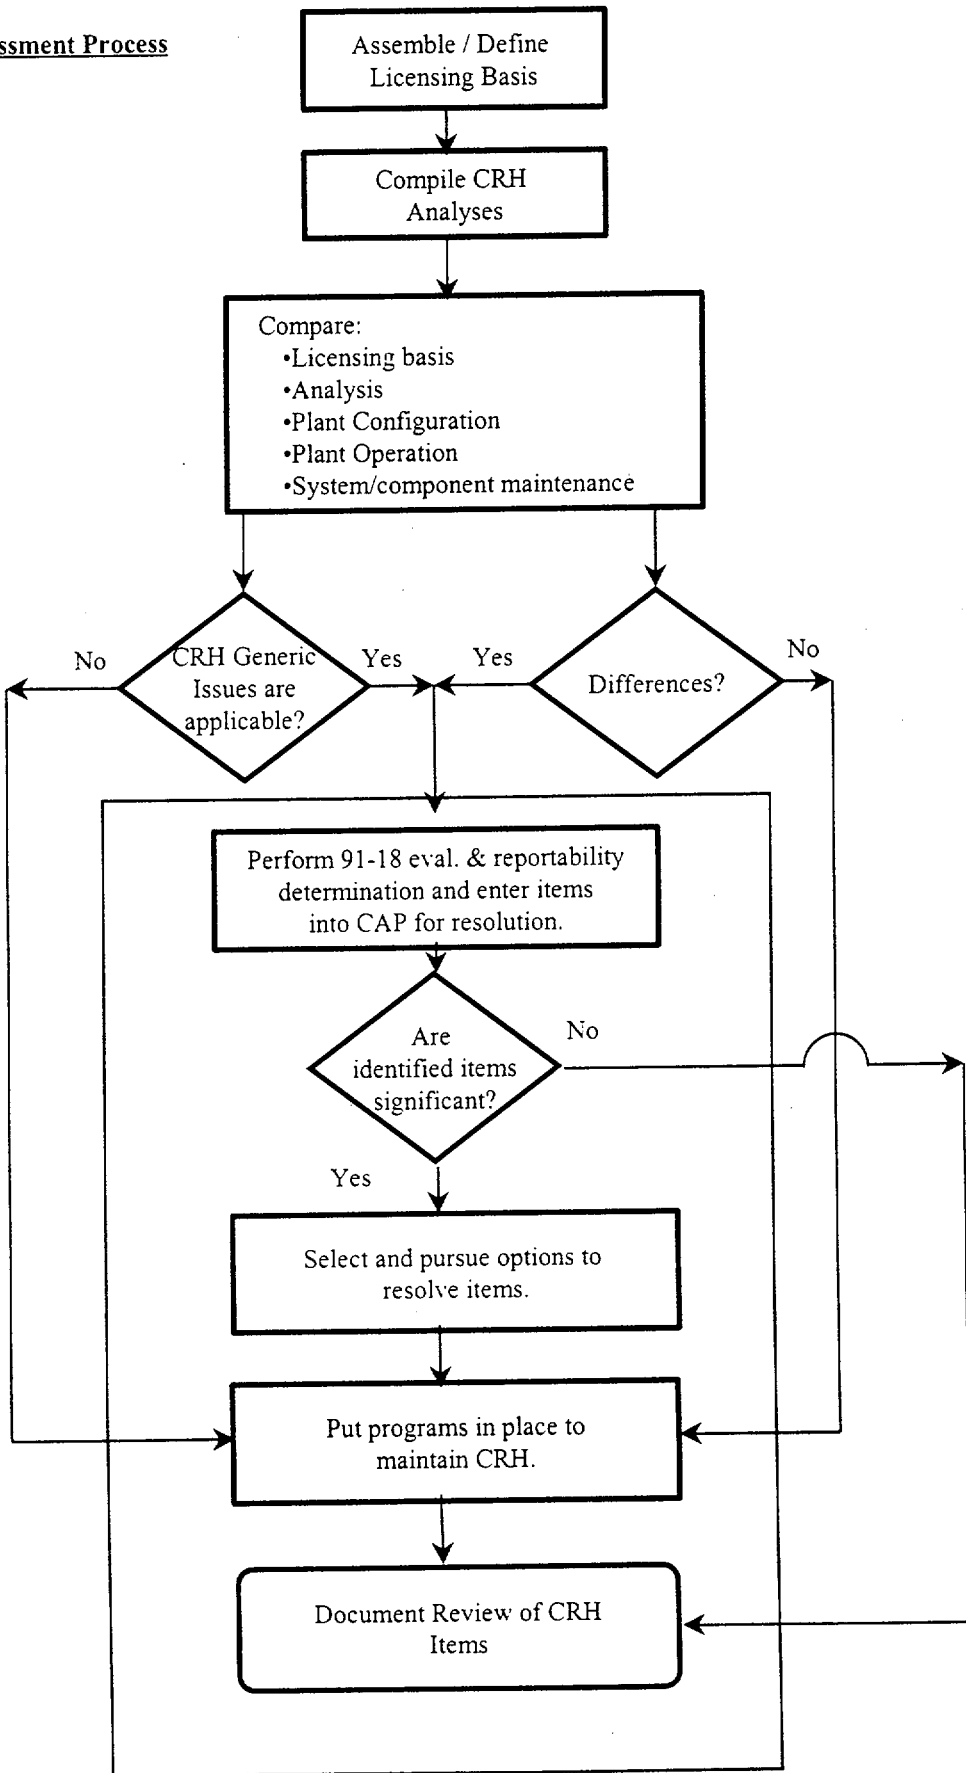 ssment Process
Assemble / Define
Licensing Basis
Compile CRH
Analyses
Compare:
•Licensing basis
•Analysis
•Plant Configuration
•Plant Operation
•System/component maintenance
No
CRH Generic
Issues are
applicable?
Yes
Yes
Differences?
No
Perform 91-18 eval. & reportability
determination and enter items
into CAP for resolution.
Are
identified items
significant?
No
Yes
Select and pursue options to
resolve items.
Put programs in place to
maintain CRH.
Document Review of CRH
Items